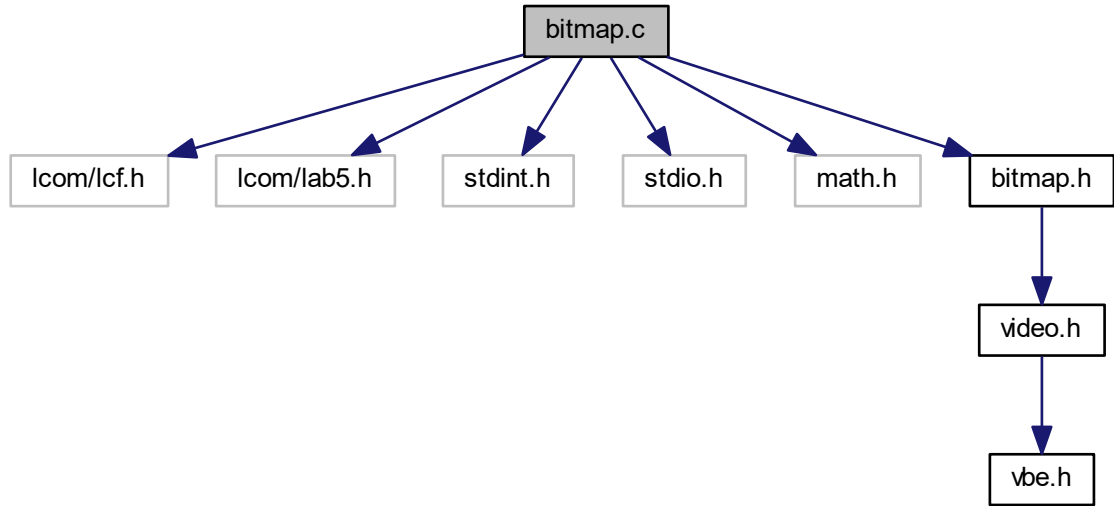 bitmap.c
lcom/lcf.h
lcom/lab5.h
stdint.h
stdio.h
math.h
bitmap.h
video.h
vbe.h